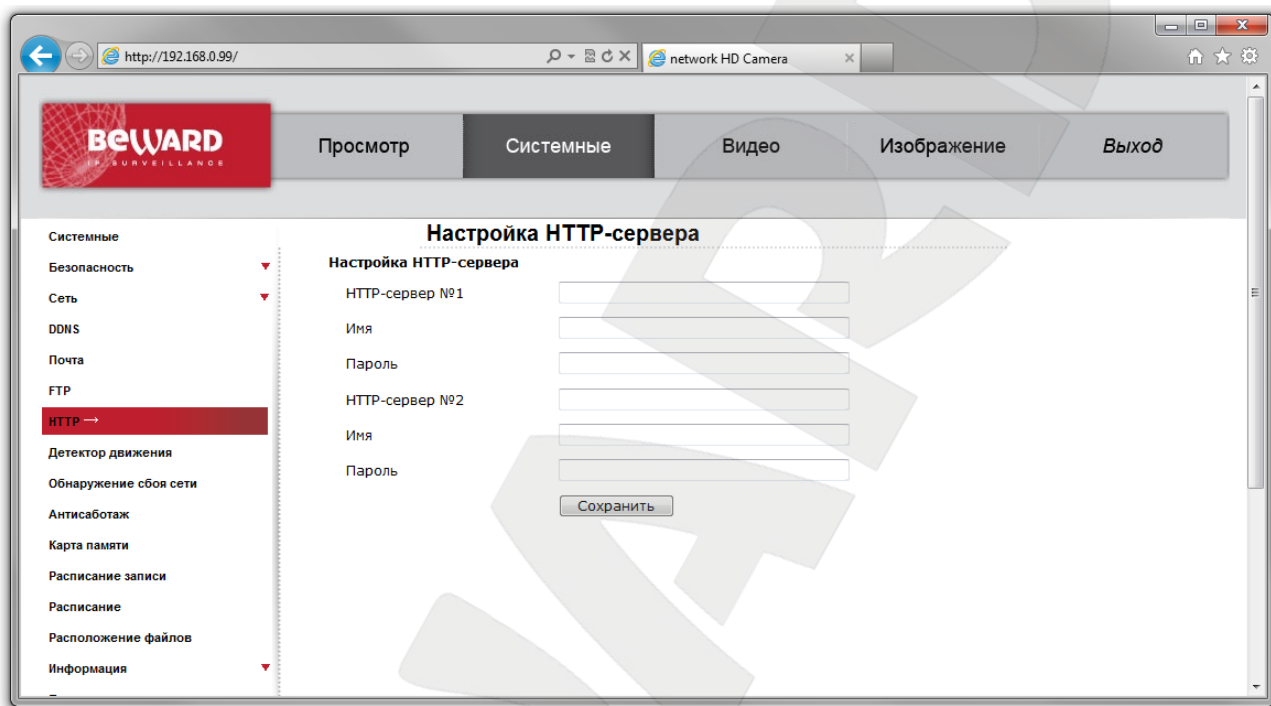 http://192.168.0.99/
network HD Camera
BEWARD
IP SURVEILLANCE
Просмотр
Системные
Видео
Изображение
Выход
Системные
Безопасность
Сеть
DDNS
Почта
FTP
HTTP →
Детектор движения
Обнаружение сбоя сети
Антисаботаж
Карта памяти
Расписание записи
Расписание
Расположение файлов
Информация
Настройка HTTP-сервера
Настройка HTTP-сервера
HTTP-сервер №1
Имя
Пароль
HTTP-сервер №2
Имя
Пароль
Сохранить